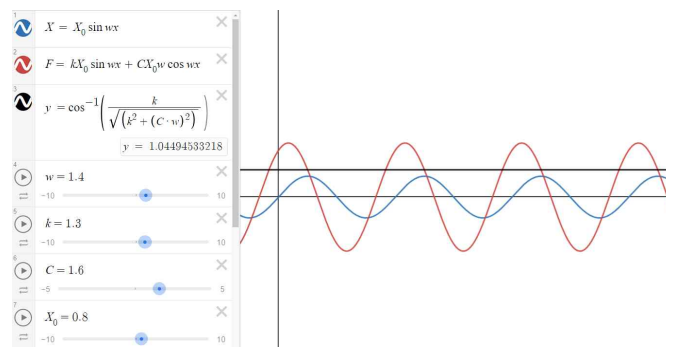 1
X = X₀ sin wx
2
F = kX₀ sin wx + CX₀w cos wx
3
y = cos⁻¹(k / √((k² + (C · w)²)))
y = 1.04494533218
4
w = 1.4
-10 10
5
k = 1.3
-10 10
6
C = 1.6
-5 5
7
X₀ = 0.8
-10 10